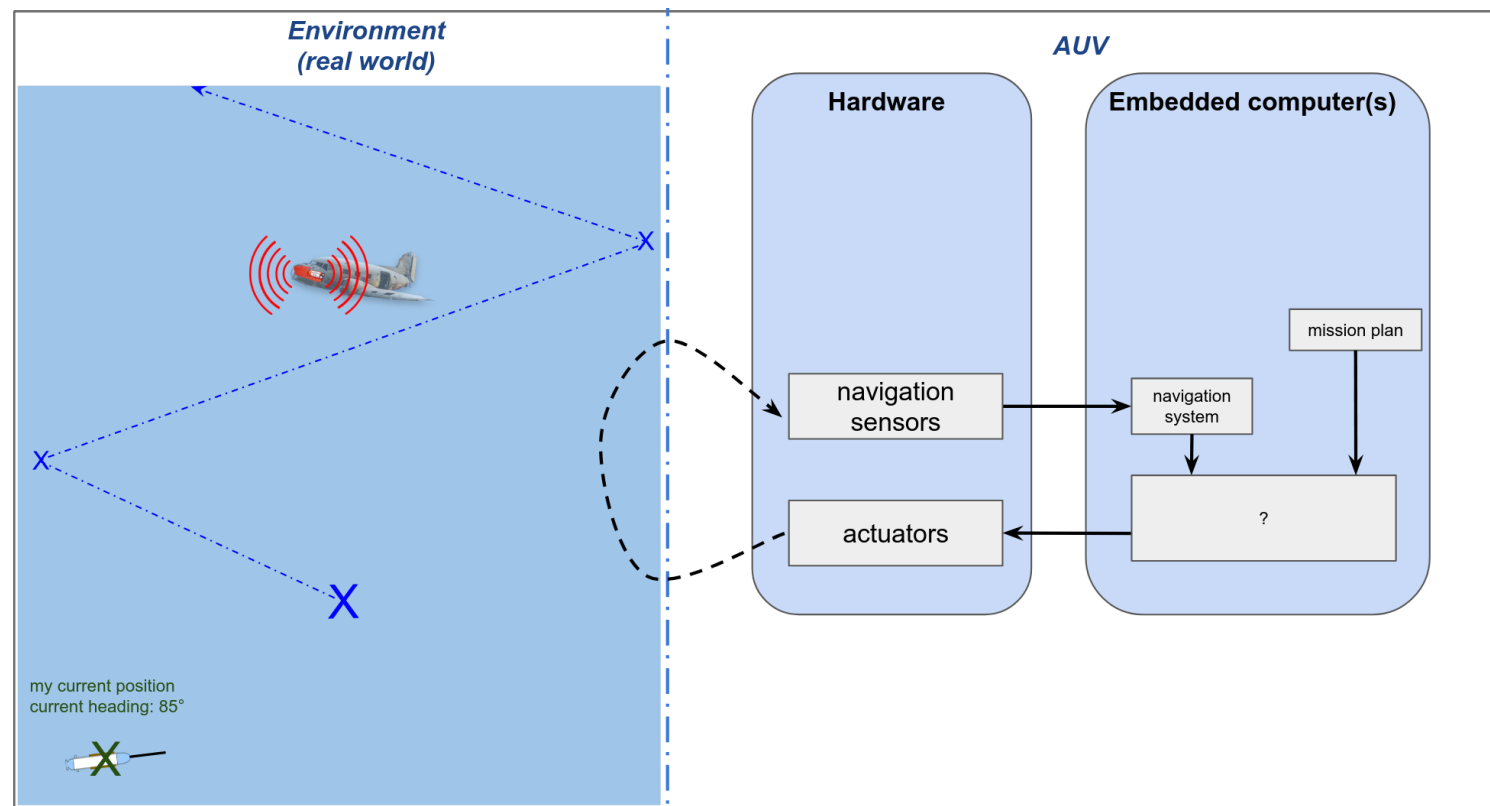 Environment
(real world)
AUV
Hardware
Embedded computer(s)
X
mission plan
navigation
sensors
navigation
system
X
?
actuators
X
my current position
current heading: 85°
X